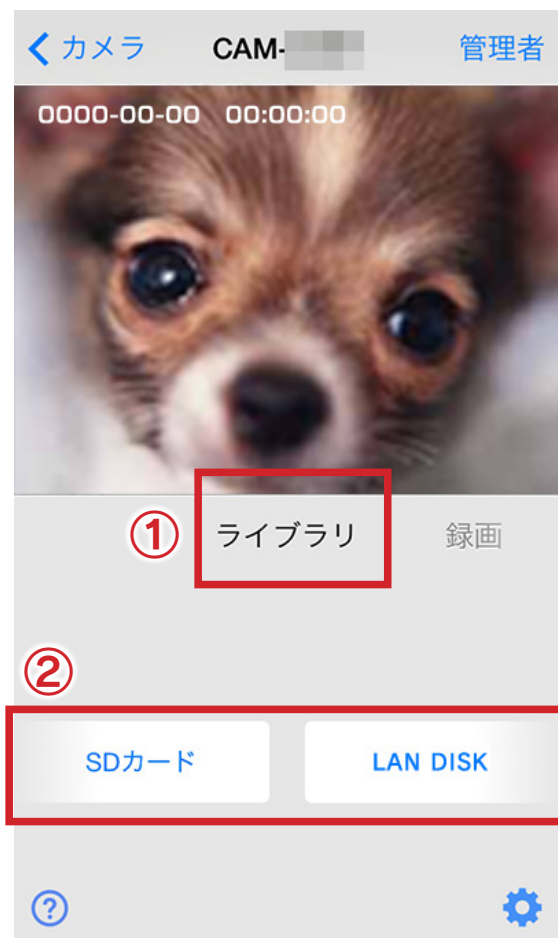 カメラ CAM- 管理者
0000-00-00 00:00:00
① ライブラリ 録画
②
SDカード LAN DISK
?